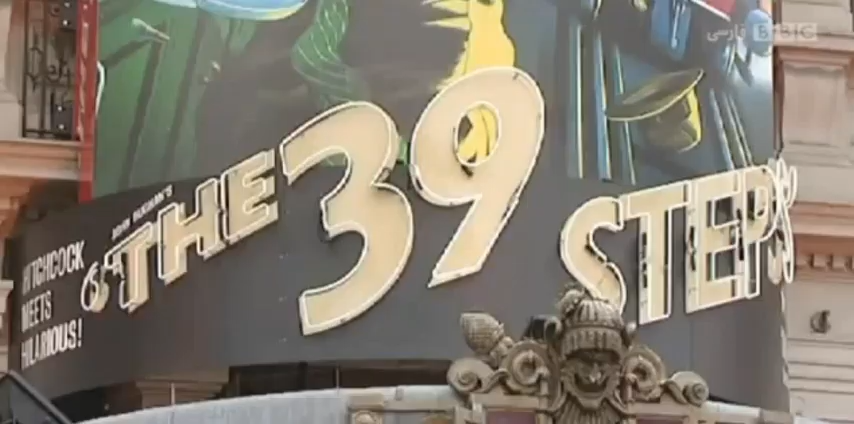 BBC فارسی
JOHN BUCHAN'S
THE 39 STEPS
HITCHCOCK
MEETS
HILARIOUS!